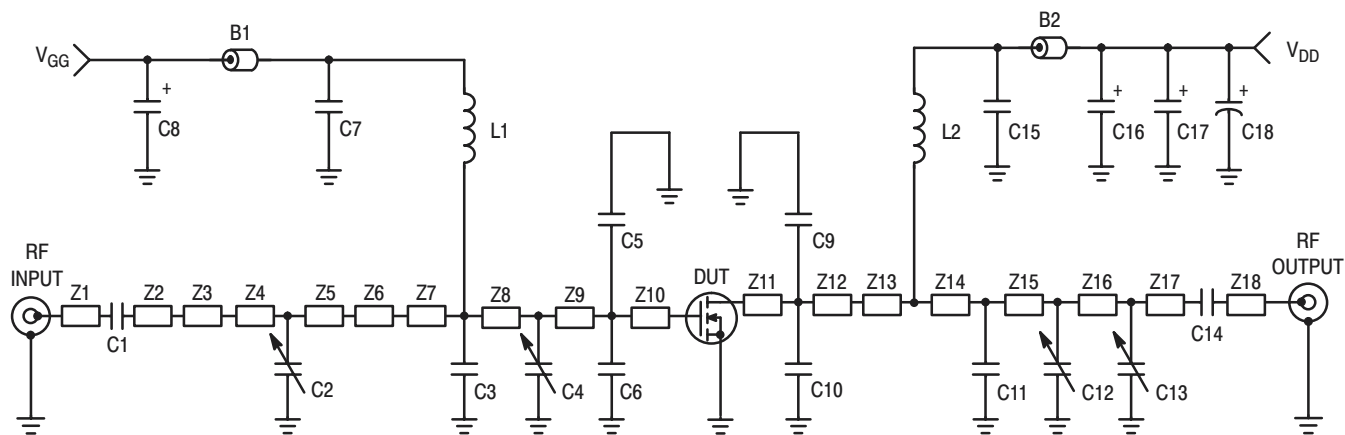 VGG
B1
+
C8
C7
L1
B2
VDD
L2
C15
+
C16
+
C17
+
C18
C5
C9
RF
INPUT
Z1
C1
Z2
Z3
Z4
C2
Z5
Z6
Z7
C3
Z8
C4
Z9
C6
Z10
DUT
Z11
C10
Z12
Z13
Z14
C11
Z15
C12
Z16
C13
Z17
C14
Z18
RF
OUTPUT